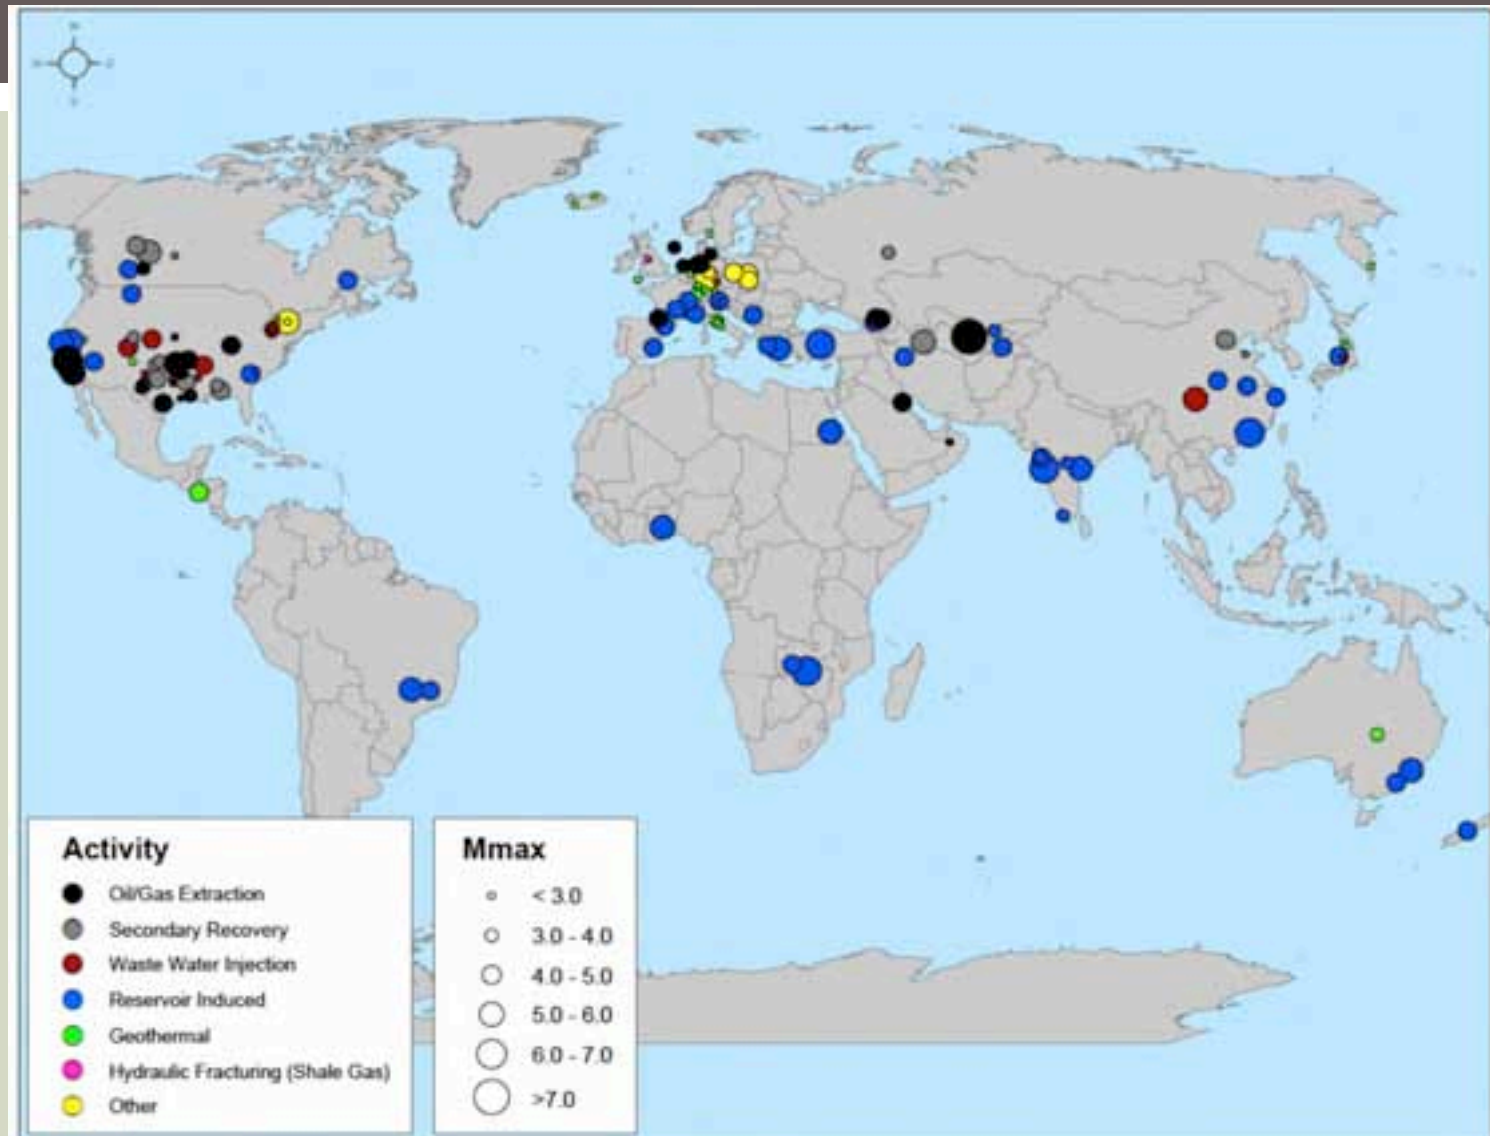 Activity
Oil/Gas Extraction
Secondary Recovery
Waste Water Injection
Reservoir Induced
Geothermal
Hydraulic Fracturing (Shale Gas)
Other
Mmax
< 3.0
3.0 - 4.0
4.0 - 5.0
5.0 - 6.0
6.0 - 7.0
>7.0